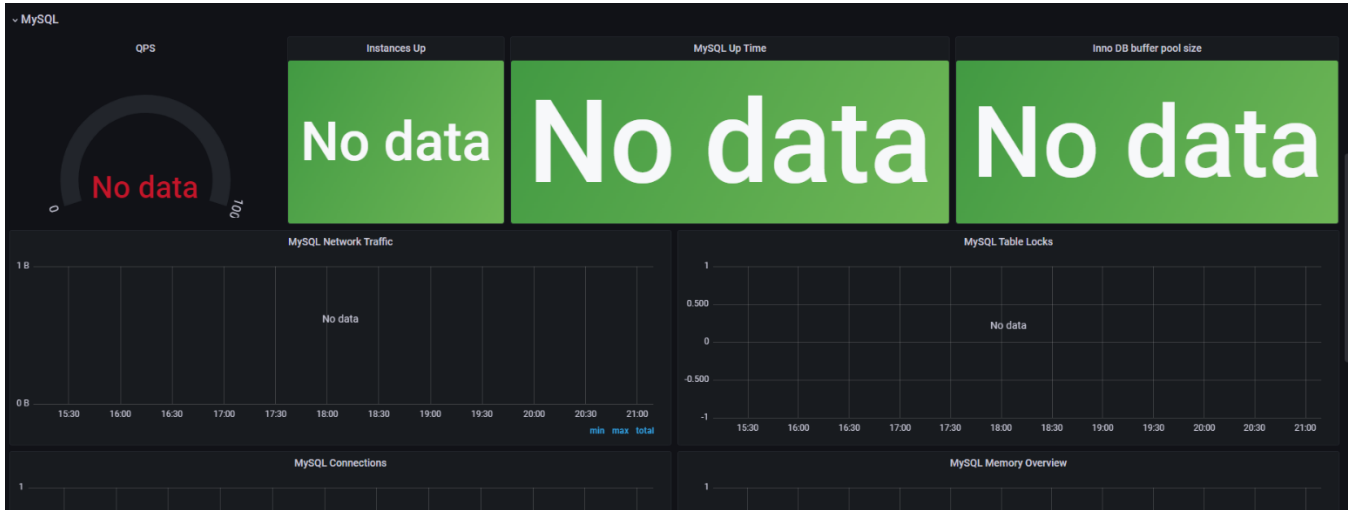 MySQL
QPS
No data
0
100
Instances Up
No data
MySQL Up Time
No data
Inno DB buffer pool size
No data
MySQL Network Traffic
1 B
No data
0 B
15:30 16:00 16:30 17:00 17:30 18:00 18:30 19:00 19:30 20:00 20:30 21:00
min max total
MySQL Table Locks
1
0.500
No data
0
-0.500
-1
15:30 16:00 16:30 17:00 17:30 18:00 18:30 19:00 19:30 20:00 20:30 21:00
MySQL Connections
1
MySQL Memory Overview
1